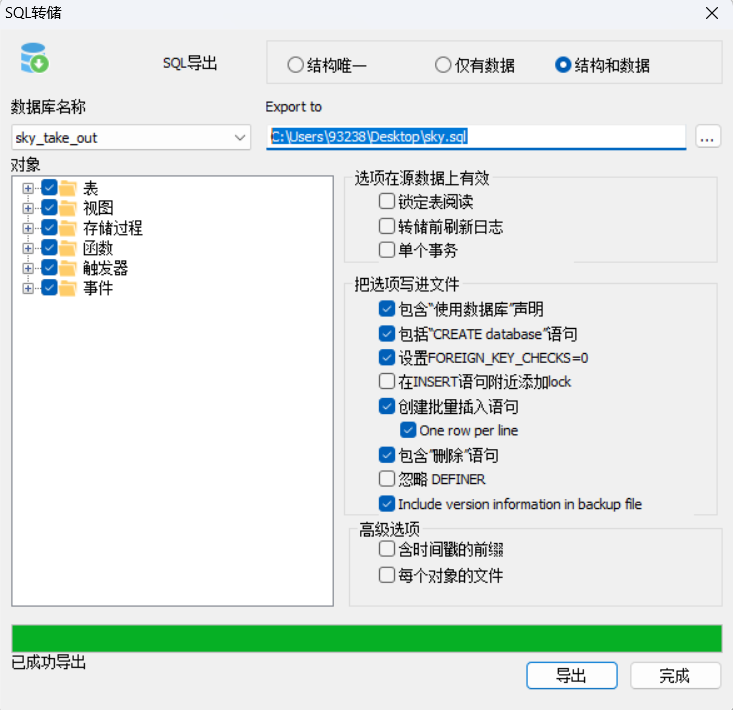 SQL转储
SQL导出
结构唯一
仅有数据
结构和数据
数据库名称
Export to
sky_take_out
C:\Users\93238\Desktop\sky.sql
...
对象
表
视图
存储过程
函数
触发器
事件
选项在源数据上有效
锁定表阅读
转储前刷新日志
单个事务
把选项写进文件
包含“使用数据库”声明
包括“CREATE database”语句
设置FOREIGN_KEY_CHECKS=0
在INSERT语句附近添加lock
创建批量插入语句
One row per line
包含“删除”语句
忽略 DEFINER
Include version information in backup file
高级选项
含时间戳的前缀
每个对象的文件
已成功导出
导出
完成